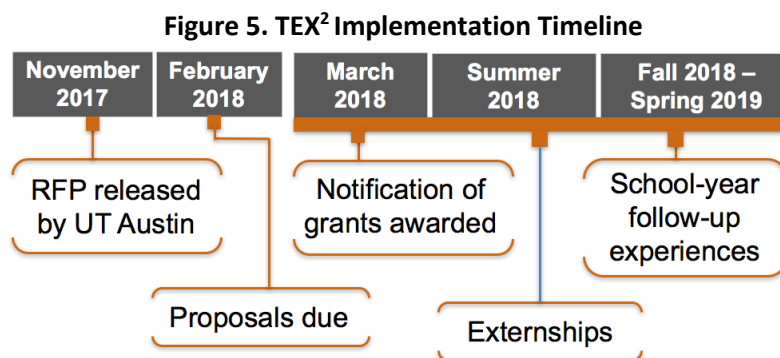 Figure 5. TEX² Implementation Timeline
November
2017
February
2018
March
2018
Summer
2018
Fall 2018 –
Spring 2019
RFP released
by UT Austin
Notification of
grants awarded
School-year
follow-up
experiences
Proposals due
Externships